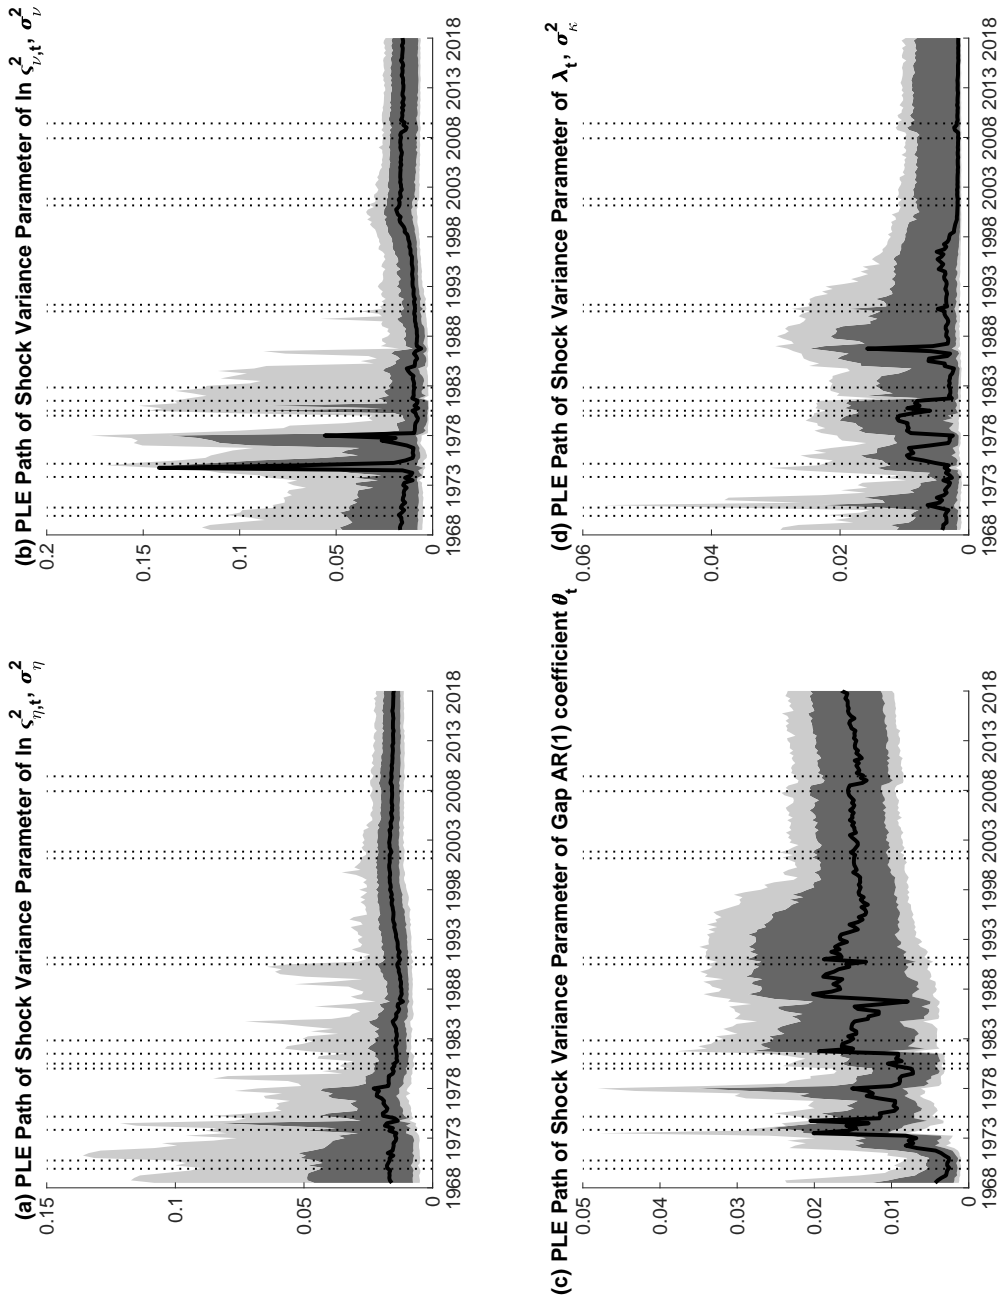 (a) PLE Path of Shock Variance Parameter of ln ς²η,t, σ²η
0.15
0.1
0.05
0
1968 1973 1978 1983 1988 1993 1998 2003 2008 2013 2018
(b) PLE Path of Shock Variance Parameter of ln ς²ν,t, σ²ν
0.2
0.15
0.1
0.05
0
1968 1973 1978 1983 1988 1993 1998 2003 2008 2013 2018
(c) PLE Path of Shock Variance Parameter of Gap AR(1) coefficient θt
0.05
0.04
0.03
0.02
0.01
0
1968 1973 1978 1983 1988 1993 1998 2003 2008 2013 2018
(d) PLE Path of Shock Variance Parameter of λt, σ²κ
0.06
0.04
0.02
0
1968 1973 1978 1983 1988 1993 1998 2003 2008 2013 2018